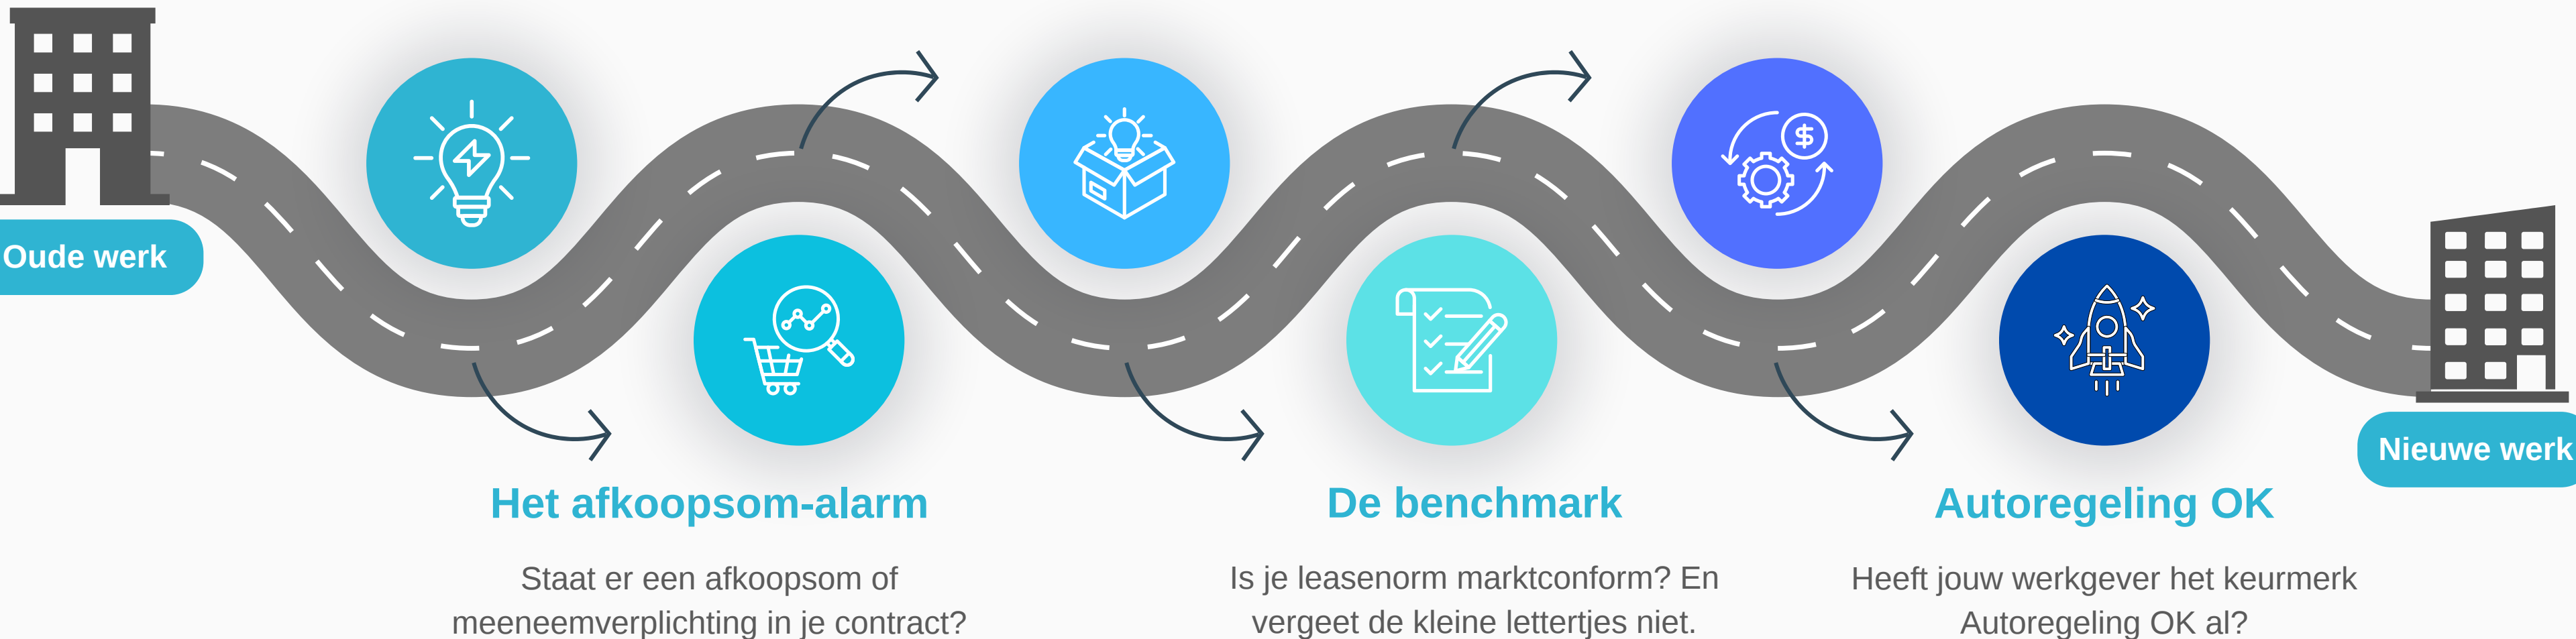 Oude werk
Nieuwe werk
Het afkoopsom-alarm
Staat er een afkoopsom of
meeneemverplichting in je contract?
De benchmark
Is je leasenorm marktconform? En
vergeet de kleine lettertjes niet.
Autoregeling OK
Heeft jouw werkgever het keurmerk
Autoregeling OK al?
$